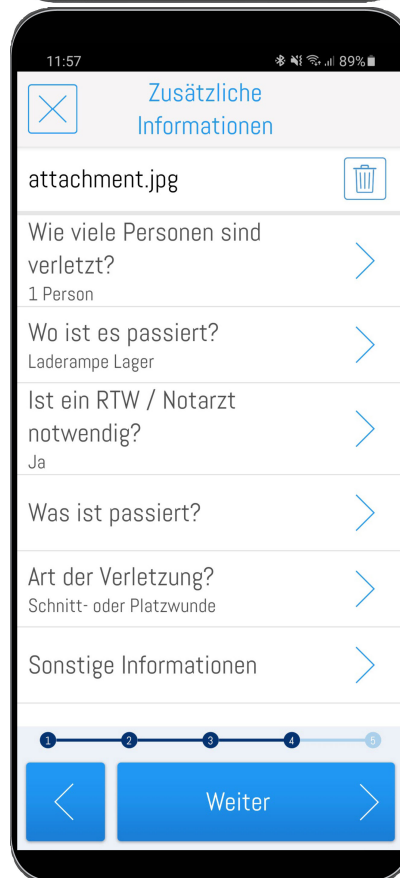 11:57 89%
Zusätzliche
Informationen
attachment.jpg
Wie viele Personen sind
verletzt?
1 Person
Wo ist es passiert?
Laderampe Lager
Ist ein RTW / Notarzt
notwendig?
Ja
Was ist passiert?
Art der Verletzung?
Schnitt- oder Platzwunde
Sonstige Informationen
1 2 3 4 5
Weiter